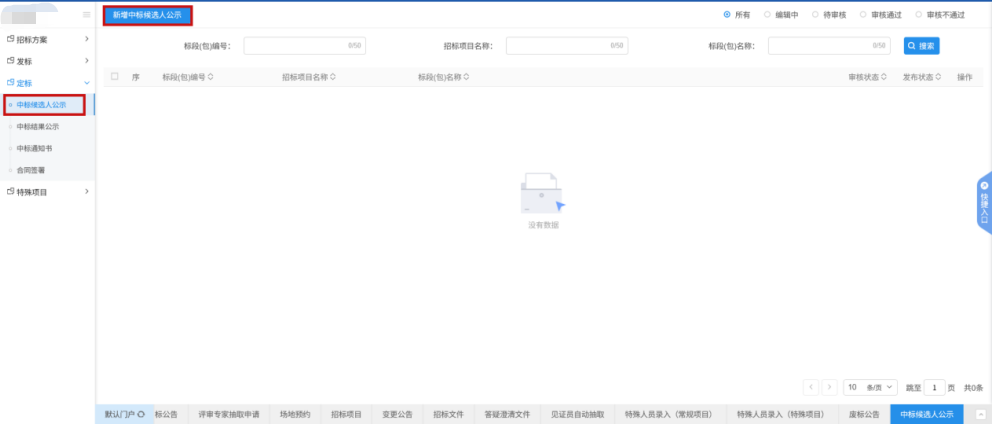 新增中标候选人公示
所有 编辑中 待审核 审核通过 审核不通过
招标方案
发标
定标
中标候选人公示
中标结果公示
中标通知书
合同签署
特殊项目
标段(包)编号： 0/50 招标项目名称： 0/50 标段(包)名称： 0/50 搜索
序 标段(包)编号 招标项目名称 标段(包)名称 审核状态 发布状态 操作
没有数据
快捷入口
10 条/页 跳至 1 页 共0条
默认门户 标公告 评审专家抽取申请 场地预约 招标项目 变更公告 招标文件 答疑澄清文件 见证员自动抽取 特殊人员录入（常规项目） 特殊人员录入（特殊项目） 废标公告 中标候选人公示